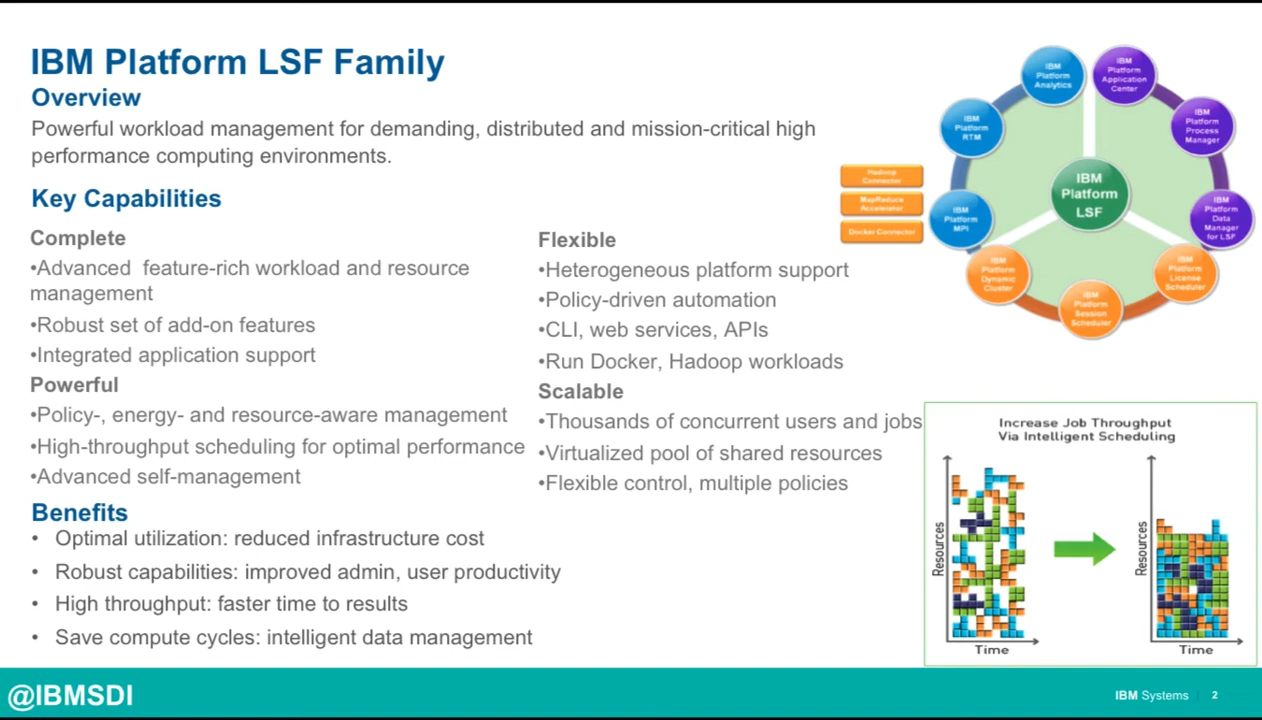 IBM Platform LSF Family
Overview
Powerful workload management for demanding, distributed and mission-critical high
performance computing environments.
Key Capabilities
Complete
•Advanced feature-rich workload and resource
management
•Robust set of add-on features
•Integrated application support
Powerful
•Policy-, energy- and resource-aware management
•High-throughput scheduling for optimal performance
•Advanced self-management
Flexible
•Heterogeneous platform support
•Policy-driven automation
•CLI, web services, APIs
•Run Docker, Hadoop workloads
Scalable
•Thousands of concurrent users and jobs
•Virtualized pool of shared resources
•Flexible control, multiple policies
Benefits
• Optimal utilization: reduced infrastructure cost
• Robust capabilities: improved admin, user productivity
• High throughput: faster time to results
• Save compute cycles: intelligent data management
Hadoop
Connector
MapReduce
Accelerator
Docker Connector
IBM
Platform
Analytics
IBM
Platform
Application
Center
IBM
Platform
RTM
IBM
Platform
Process
Manager
IBM
Platform
LSF
IBM
Platform
MPI
IBM
Platform
Data
Manager
for LSF
IBM
Platform
Dynamic
Cluster
IBM
Platform
License
Scheduler
IBM
Platform
Session
Scheduler
Increase Job Throughput
Via Intelligent Scheduling
Resources
Time
Resources
Time
@IBMSDI
IBM Systems | 2